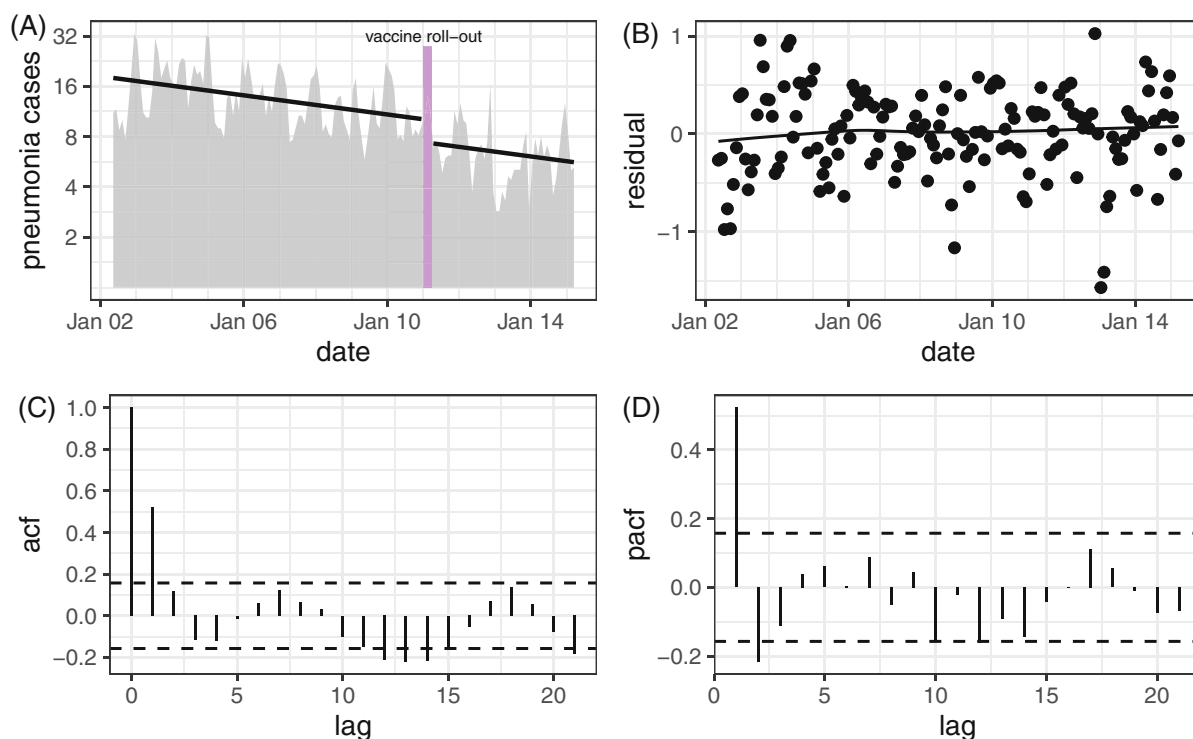 (A)
vaccine roll-out
32
16
8
4
2
pneumonia cases
Jan 02 Jan 06 Jan 10 Jan 14
date
(B)
1
0
−1
residual
Jan 02 Jan 06 Jan 10 Jan 14
date
(C)
1.0
0.8
0.6
0.4
0.2
0.0
−0.2
acf
0 5 10 15 20
lag
(D)
0.4
0.2
0.0
−0.2
pacf
0 5 10 15 20
lag